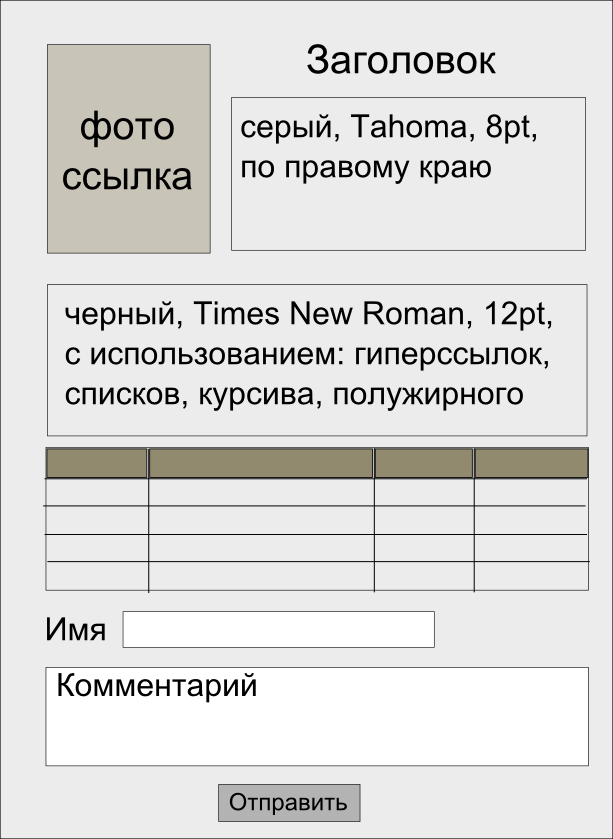 Заголовок
фото
ссылка
серый, Tahoma, 8pt,
по правому краю
черный, Times New Roman, 12pt,
с использованием: гиперссылок,
списков, курсива, полужирного
Имя
Комментарий
Отправить